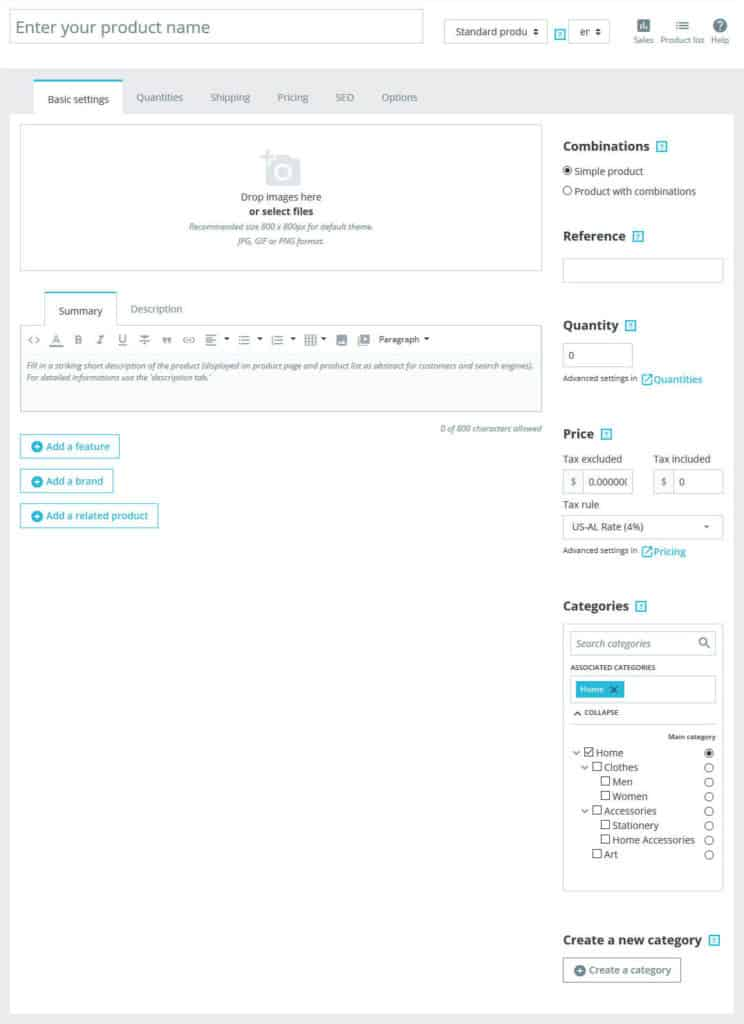 Enter your product name
Standard produ
er
Sales Product list Help
Basic settings Quantities Shipping Pricing SEO Options
Drop images here
or select files
Recommended size 800 x 800px for default theme.
JPG, GIF or PNG format.
Summary Description
Paragraph
Fill in a striking short description of the product (displayed on product page and product list as abstract for customers and search engines).
For detailed informations use the 'description tab.'
0 of 800 characters allowed
Add a feature
Add a brand
Add a related product
Combinations ?
Simple product
Product with combinations
Reference ?
Quantity ?
0
Advanced settings in Quantities
Price ?
Tax excluded Tax included
$ 0.00000 $ 0
Tax rule
US-AL Rate (4%)
Advanced settings in Pricing
Categories ?
Search categories
ASSOCIATED CATEGORIES
Home
COLLAPSE
Main category
Home
Clothes
Men
Women
Accessories
Stationery
Home Accessories
Art
Create a new category ?
Create a category